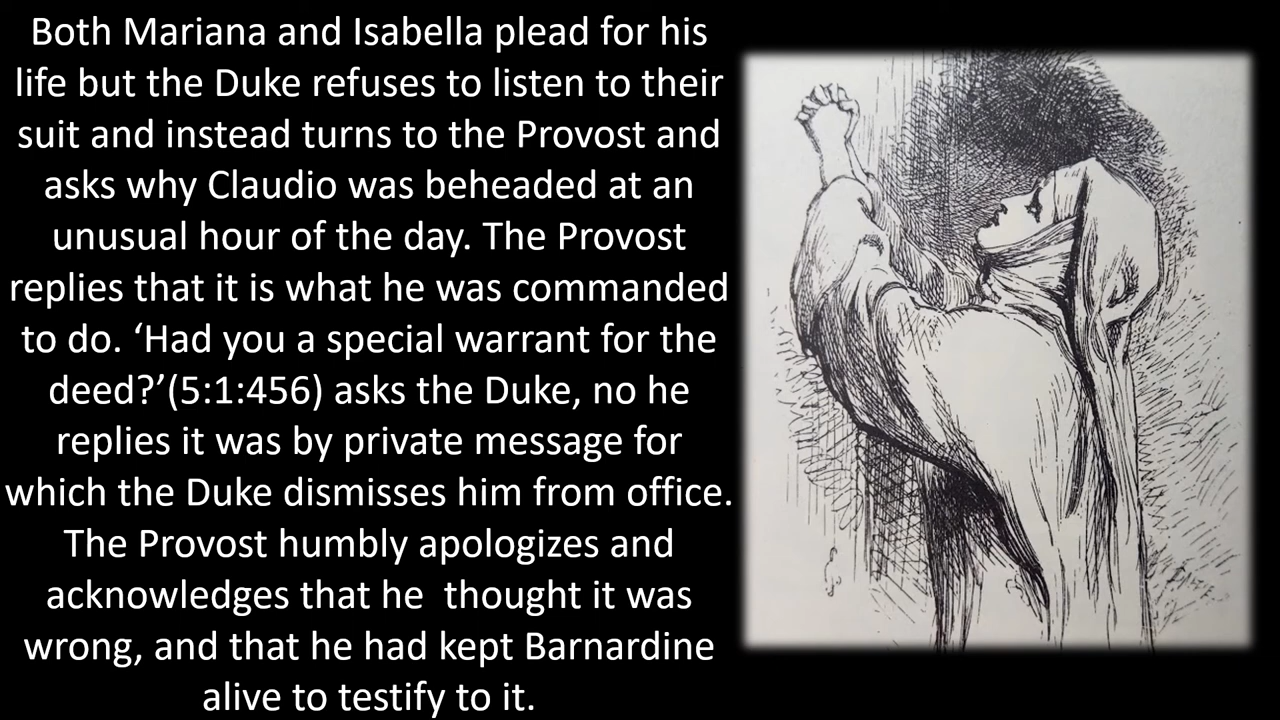 Both Mariana and Isabella plead for his
life but the Duke refuses to listen to their
suit and instead turns to the Provost and
asks why Claudio was beheaded at an
unusual hour of the day. The Provost
replies that it is what he was commanded
to do. ‘Had you a special warrant for the
deed?’(5:1:456) asks the Duke, no he
replies it was by private message for
which the Duke dismisses him from office.
The Provost humbly apologizes and
acknowledges that he  thought it was
wrong, and that he had kept Barnardine
alive to testify to it.